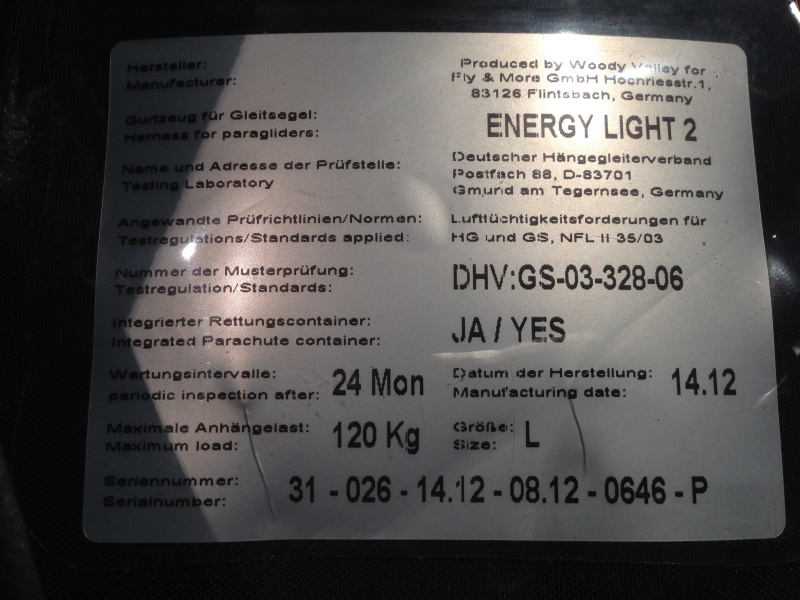 Hersteller:
Manufacturer:
Produced by Woody Valley for
Fly & More GmbH Hochriesstr.1,
83126 Flintsbach, Germany
Gurtzeug für Gleitsegel:
Harness for paragliders:
ENERGY LIGHT 2
Name und Adresse der Prüfstelle:
Testing Laboratory
Deutscher Hängegleiterverband
Postfach 88, D-83701
Gmund am Tegernsee, Germany
Angewandte Prüfrichtlinien/Normen:
Testregulations/Standards applied:
Lufttüchtigkeitsforderungen für
HG und GS, NFL II 35/03
Nummer der Musterprüfung:
Testregulation/Standards:
DHV:GS-03-328-06
Integrierter Rettungscontainer:
Integrated Parachute container:
JA / YES
Wartungsintervalle:
periodic inspection after:
24 Mon
Datum der Herstellung:
Manufacturing date:
14.12
Maximale Anhängelast:
Maximum load:
120 Kg
Größe:
Size:
L
Seriennummer:
Serialnumber:
31 - 026 - 14.12 - 08.12 - 0646 - P